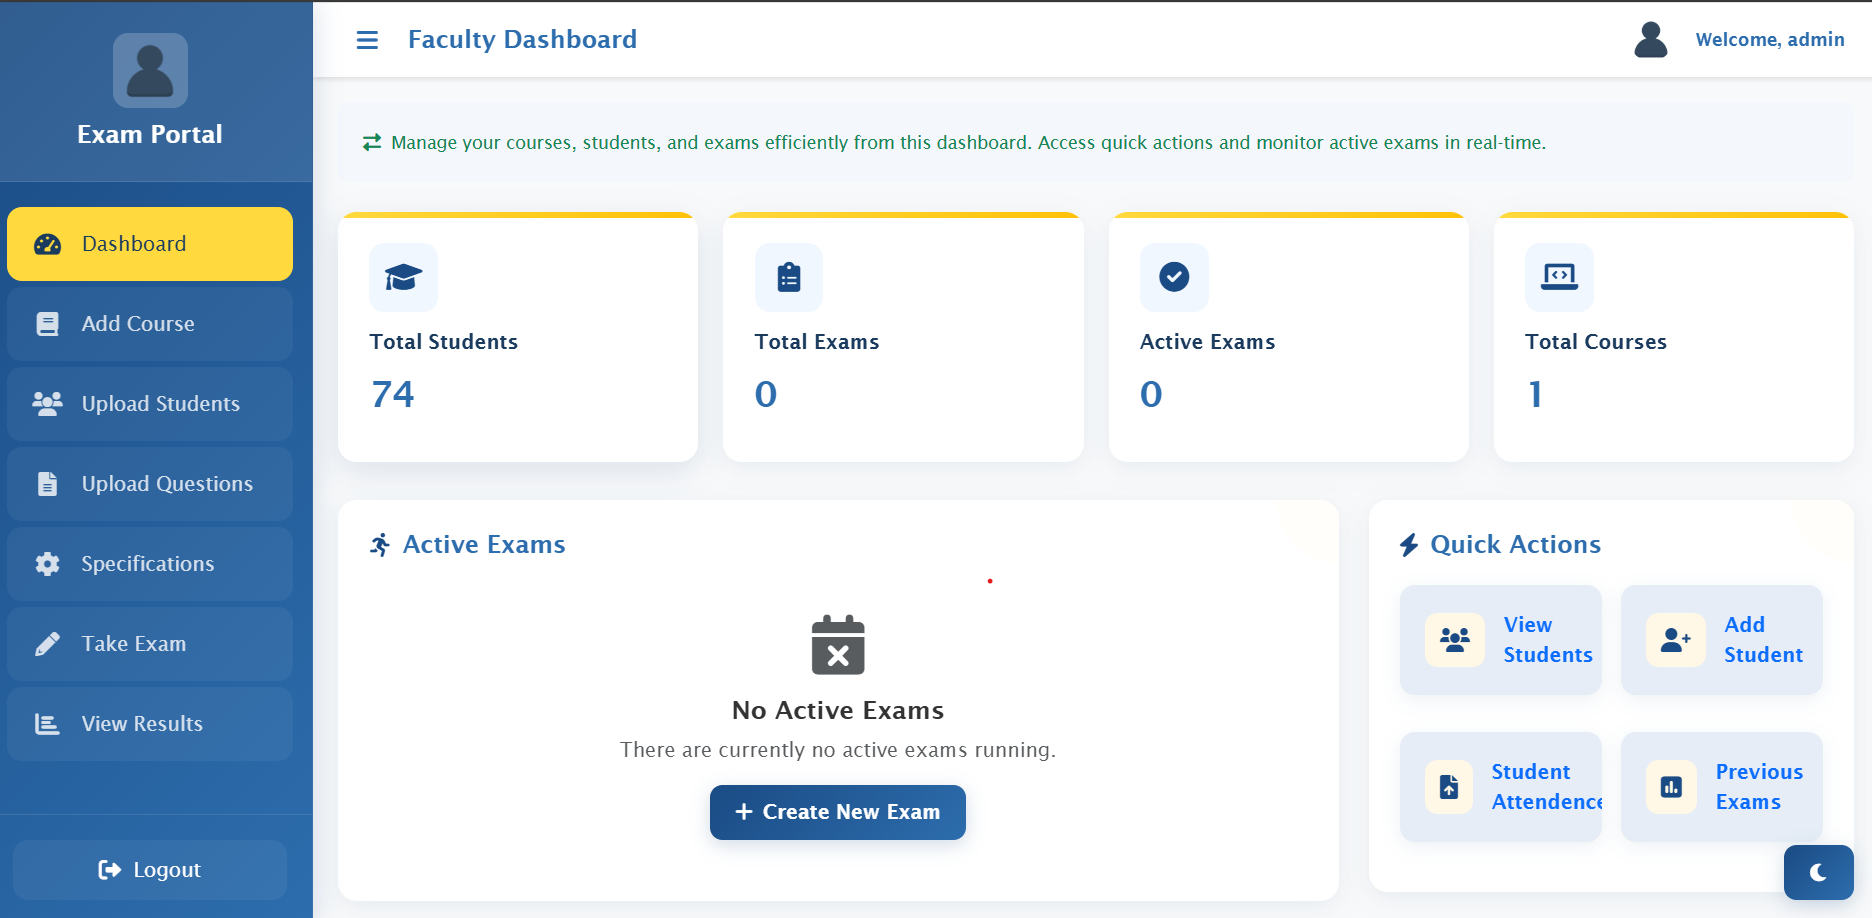 Exam Portal
Dashboard
Add Course
Upload Students
Upload Questions
Specifications
Take Exam
View Results
Logout
Faculty Dashboard
Welcome, admin
Manage your courses, students, and exams efficiently from this dashboard. Access quick actions and monitor active exams in real-time.
Total Students
74
Total Exams
0
Active Exams
0
Total Courses
1
Active Exams
No Active Exams
There are currently no active exams running.
+ Create New Exam
Quick Actions
View
Students
Add
Student
Student
Attendence
Previous
Exams